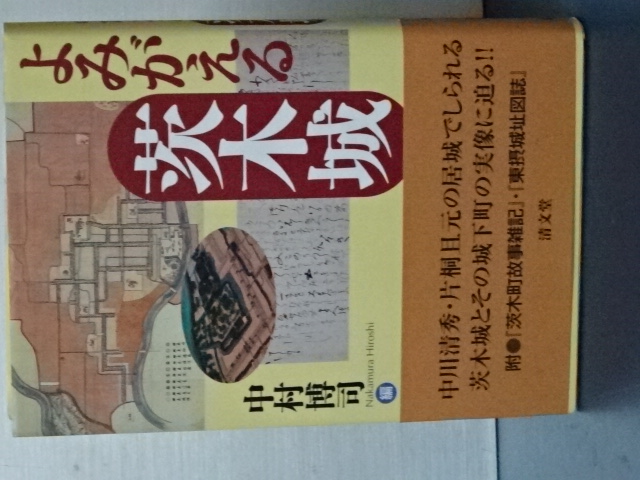 よみがえる
茨木城
中村博司
Nakamura Hiroshi
編
中川清秀・片桐且元の居城でしられる
茨木城とその城下町の実像に迫る!!
附●『茨木町故事雑記』・『東摂城址図誌』
清文堂